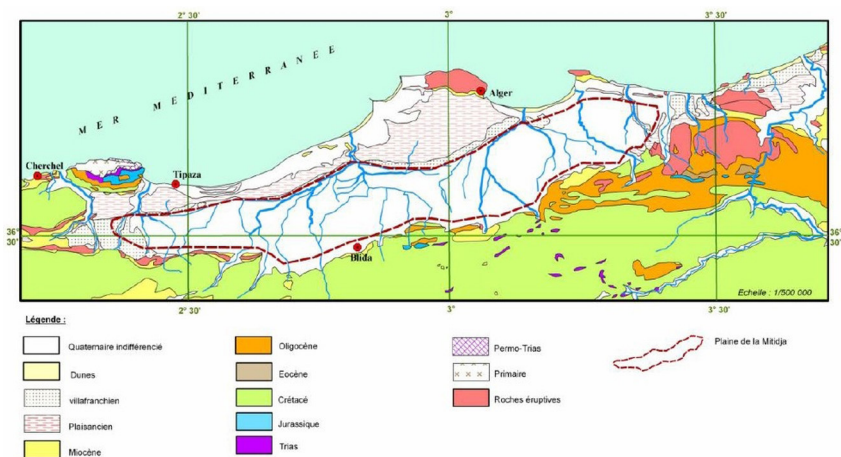 2° 30'
3°
3° 30'
MER MEDITERRANEE
Alger
Cherchel
Tipaza
36°
30'
36°
30'
Blida
Echelle : 1/500 000
2° 30'
3°
3° 30'
Légende :
Quaternaire indifférencié
Dunes
villafranchien
Plaisancien
Miocène
Oligocène
Eocène
Crétacé
Jurassique
Trias
Permo-Trias
Primaire
Roches éruptives
Plaine de la Mitidja